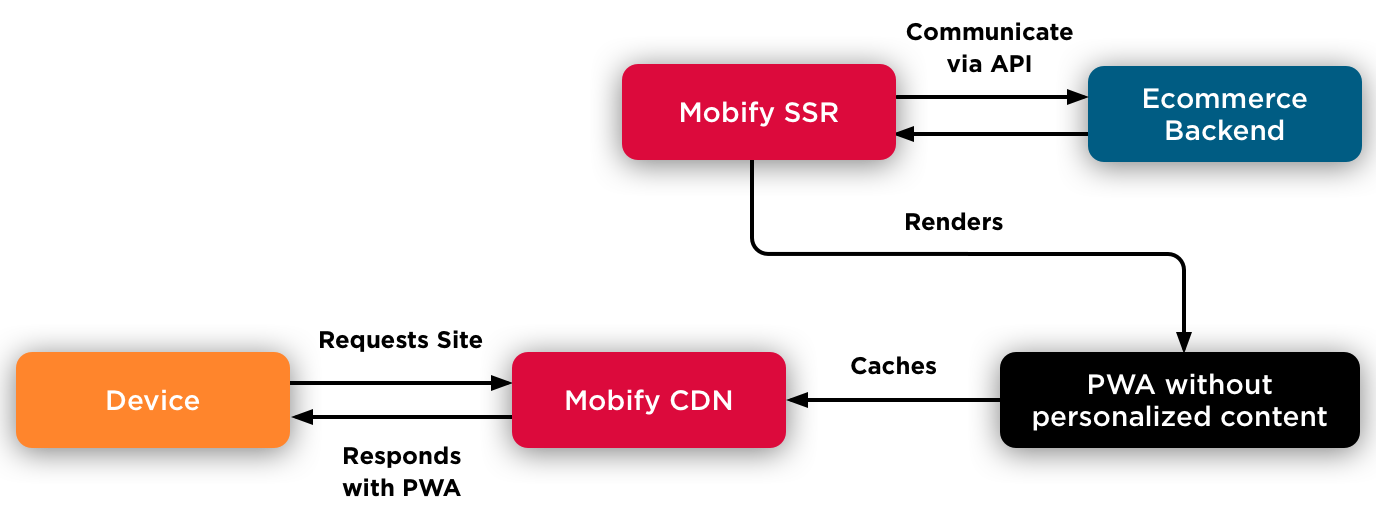 Communicate
via API
Mobify SSR
Ecommerce
Backend
Renders
Requests Site
Caches
Device
Mobify CDN
PWA without
personalized content
Responds
with PWA